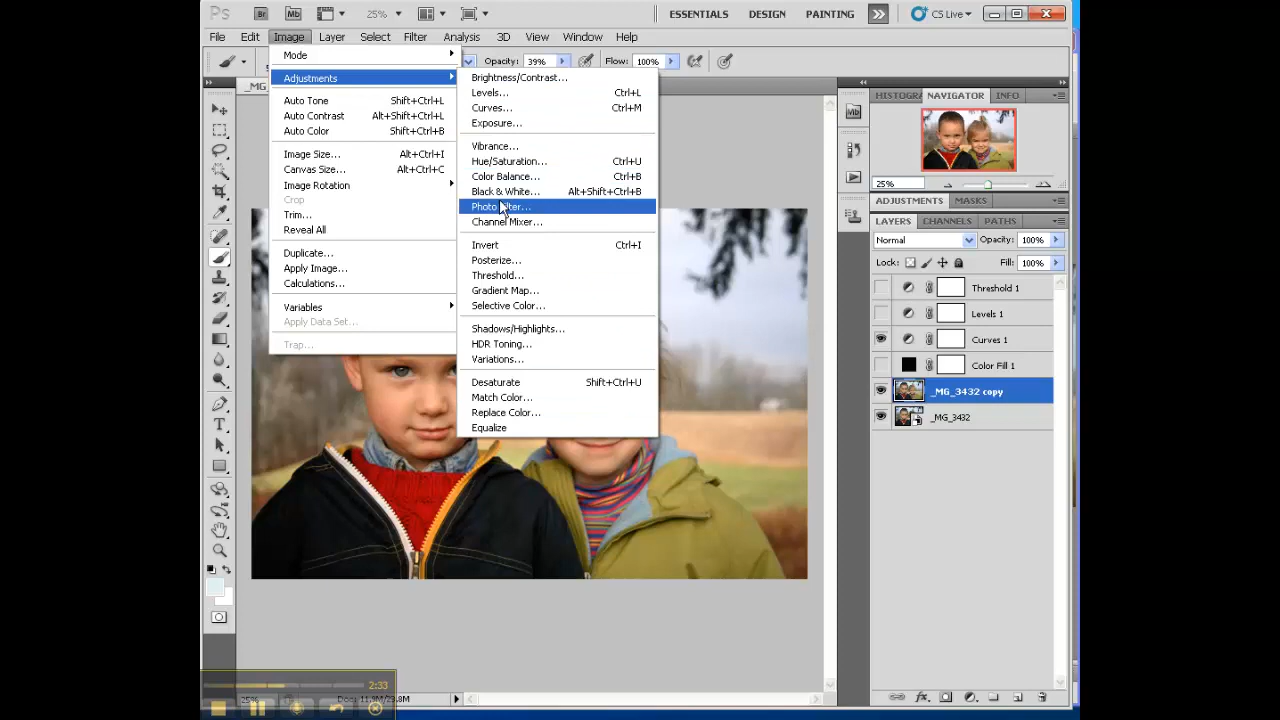 Ps Br Mb 25% ESSENTIALS DESIGN PAINTING CS Live
File Edit Image Layer Select Filter Analysis 3D View Window Help
Opacity: 39% Flow: 100%
_MG
Mode
Adjustments
Auto Tone Shift+Ctrl+L
Auto Contrast Alt+Shift+Ctrl+L
Auto Color Shift+Ctrl+B
Image Size... Alt+Ctrl+I
Canvas Size... Alt+Ctrl+C
Image Rotation
Crop
Trim...
Reveal All
Duplicate...
Apply Image...
Calculations...
Variables
Apply Data Set...
Trap...
Brightness/Contrast...
Levels... Ctrl+L
Curves... Ctrl+M
Exposure...
Vibrance...
Hue/Saturation... Ctrl+U
Color Balance... Ctrl+B
Black & White... Alt+Shift+Ctrl+B
Photo Filter...
Channel Mixer...
Invert Ctrl+I
Posterize...
Threshold...
Gradient Map...
Selective Color...
Shadows/Highlights...
HDR Toning...
Variations...
Desaturate Shift+Ctrl+U
Match Color...
Replace Color...
Equalize
HISTOGRA NAVIGATOR INFO
Mb
25%
ADJUSTMENTS MASKS
LAYERS CHANNELS PATHS
Normal Opacity: 100%
Lock: Fill: 100%
Threshold 1
Levels 1
Curves 1
Color Fill 1
_MG_3432 copy
_MG_3432
2:33
25%